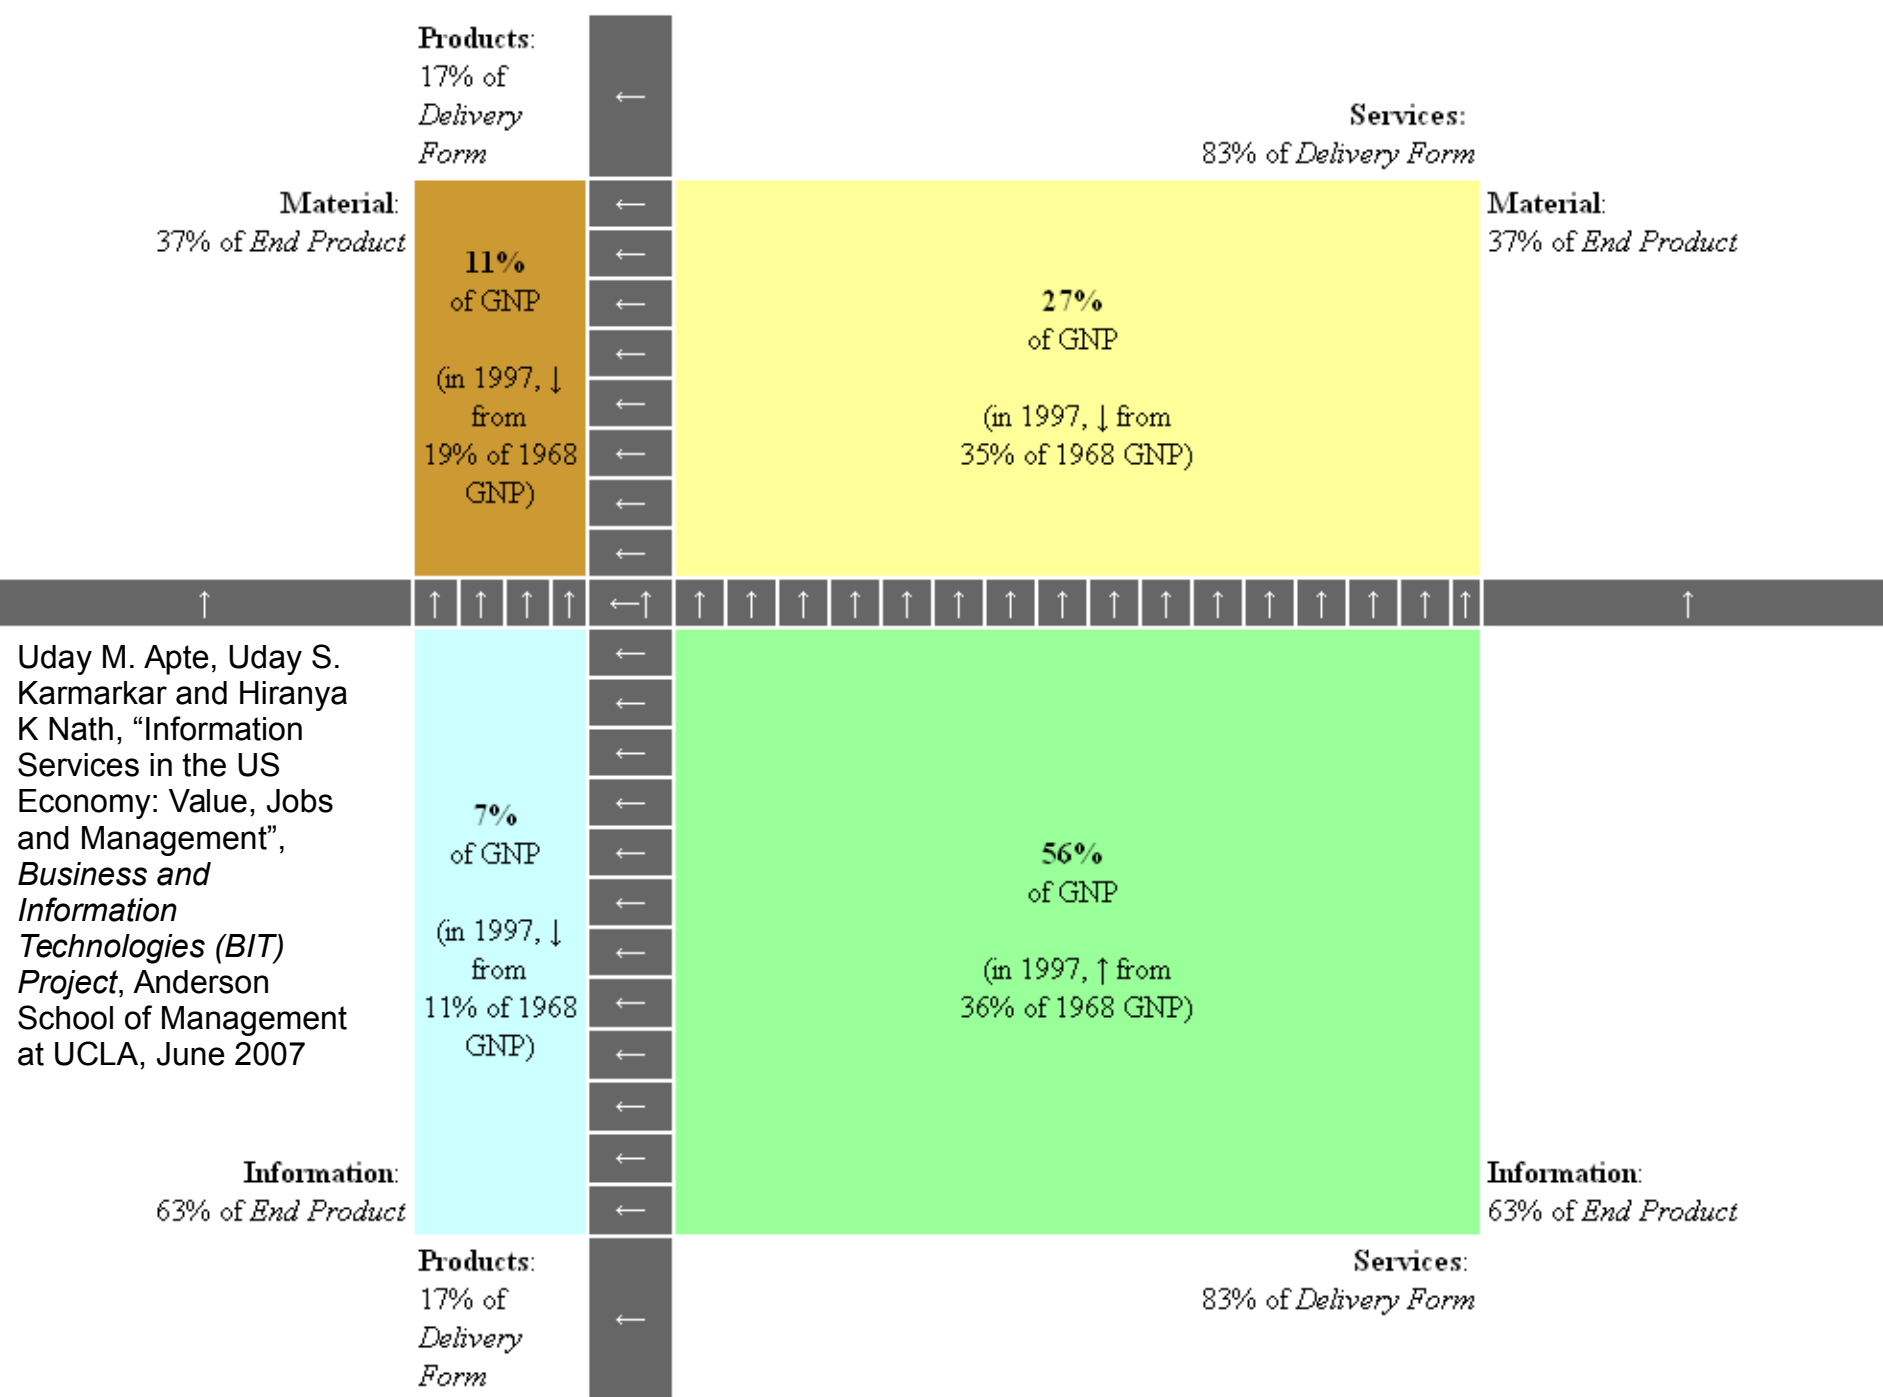 Products:
17% of
Delivery
Form
←
Services:
83% of Delivery Form
Material:
37% of End Product
11%
of GNP
(in 1997, ↓
from
19% of 1968
GNP)
←
←
←
←
←
←
←
←
27%
of GNP
(in 1997, ↓ from
35% of 1968 GNP)
Material:
37% of End Product
↑ ↑ ↑ ↑ ↑ ←↑ ↑ ↑ ↑ ↑ ↑ ↑ ↑ ↑ ↑ ↑ ↑ ↑ ↑ ↑ ↑ ↑ ↑
Uday M. Apte, Uday S.
Karmarkar and Hiranya
K Nath, “Information
Services in the US
Economy: Value, Jobs
and Management”,
Business and
Information
Technologies (BIT)
Project, Anderson
School of Management
at UCLA, June 2007
7%
of GNP
(in 1997, ↓
from
11% of 1968
GNP)
←
←
←
←
←
←
←
←
←
←
←
←
56%
of GNP
(in 1997, ↑ from
36% of 1968 GNP)
Information:
63% of End Product
Information:
63% of End Product
Products:
17% of
Delivery
Form
←
Services:
83% of Delivery Form